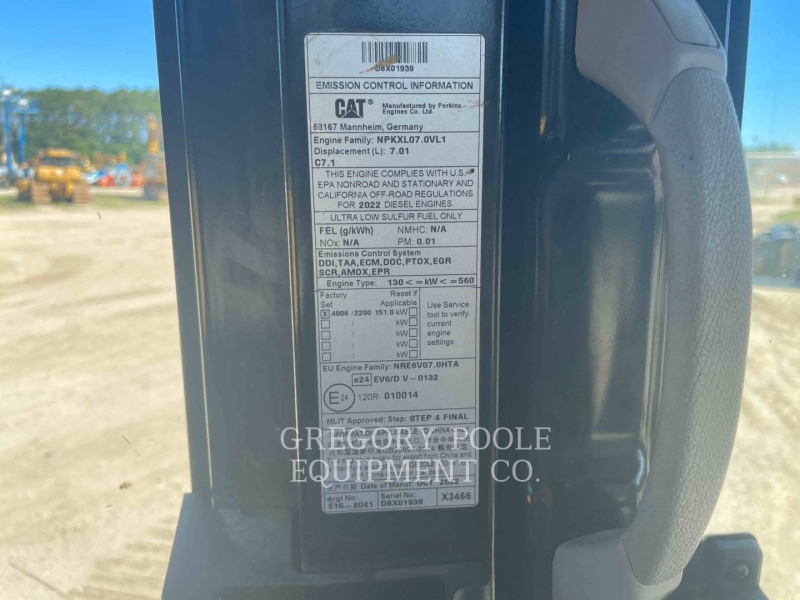 D8X01939
EMISSION CONTROL INFORMATION
CAT® Manufactured by Perkins
Engines Co. Ltd.
68167 Mannheim, Germany
Engine Family: NPKXL07.0VL1
Displacement (L): 7.01
C7.1
THIS ENGINE COMPLIES WITH U.S.
EPA NONROAD AND STATIONARY AND
CALIFORNIA OFF-ROAD REGULATIONS
FOR 2022 DIESEL ENGINES.
ULTRA LOW SULFUR FUEL ONLY
FEL (g/kWh) NMHC: N/A
NOx: N/A PM: 0.01
Emissions Control System
ODI,TAA,ECM,DOC,PTOX,EGR
SCR,AMOX,EPR
Engine Type: 130<=kW<=560
Factory Reset if
Set Applicable
X 4906 /2200 151.0 kW
kW
kW
kW
kW
Use Service
tool to verify
current
engine
settings.
EU Engine Family: NRE6V07.0HTA
e24 EV6/D V-0132
E 24 120R- 010014
MLIT Approved: Step: STEP 4 FINAL
GREGORY POOLE
EQUIPMENT CO.
Date of Manuf OCT 2022
Argt No: Serial No: X3466
516-8041 D8X01939